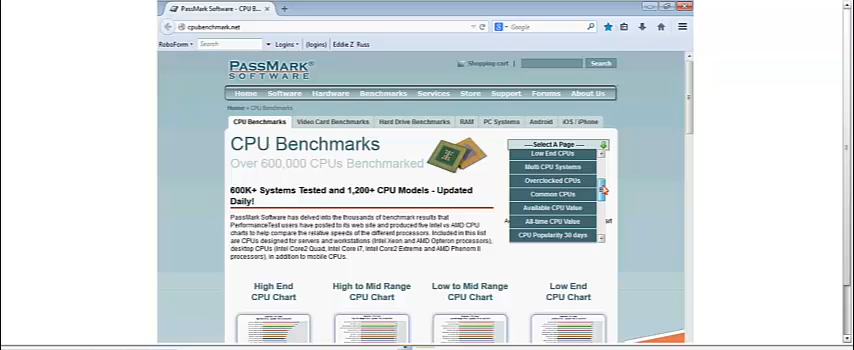 PassMark Software - CPU B...
cpubenchmark.net
Google
RoboForm Search Logins (logins) Eddie Z Russ
PASSMARK
SOFTWARE
Shopping cart | Search
Home Software Hardware Benchmarks Services Store Support Forums About Us
Home » CPU Benchmarks
CPU Benchmarks Video Card Benchmarks Hard Drive Benchmarks RAM PC Systems Android iOS / iPhone
CPU Benchmarks
Over 600,000 CPUs Benchmarked
----Select A Page----
Low End CPUs
Multi CPU Systems
Overclocked CPUs
Common CPUs
Available CPU Value
All-time CPU Value
CPU Popularity 30 days
600K+ Systems Tested and 1,200+ CPU Models - Updated
Daily!
PassMark Software has delved into the thousands of benchmark results that
PerformanceTest users have posted to its web site and produced five Intel vs AMD CPU
charts to help compare the relative speeds of the different processors. Included in this list
are CPUs designed for servers and workstations (Intel Xeon and AMD Opteron processors),
desktop CPUs (Intel Core2 Quad, Intel Core i7, Intel Core2 Extreme and AMD Phenom II
processors), in addition to mobile CPUs.
High End
CPU Chart
High to Mid Range
CPU Chart
Low to Mid Range
CPU Chart
Low End
CPU Chart